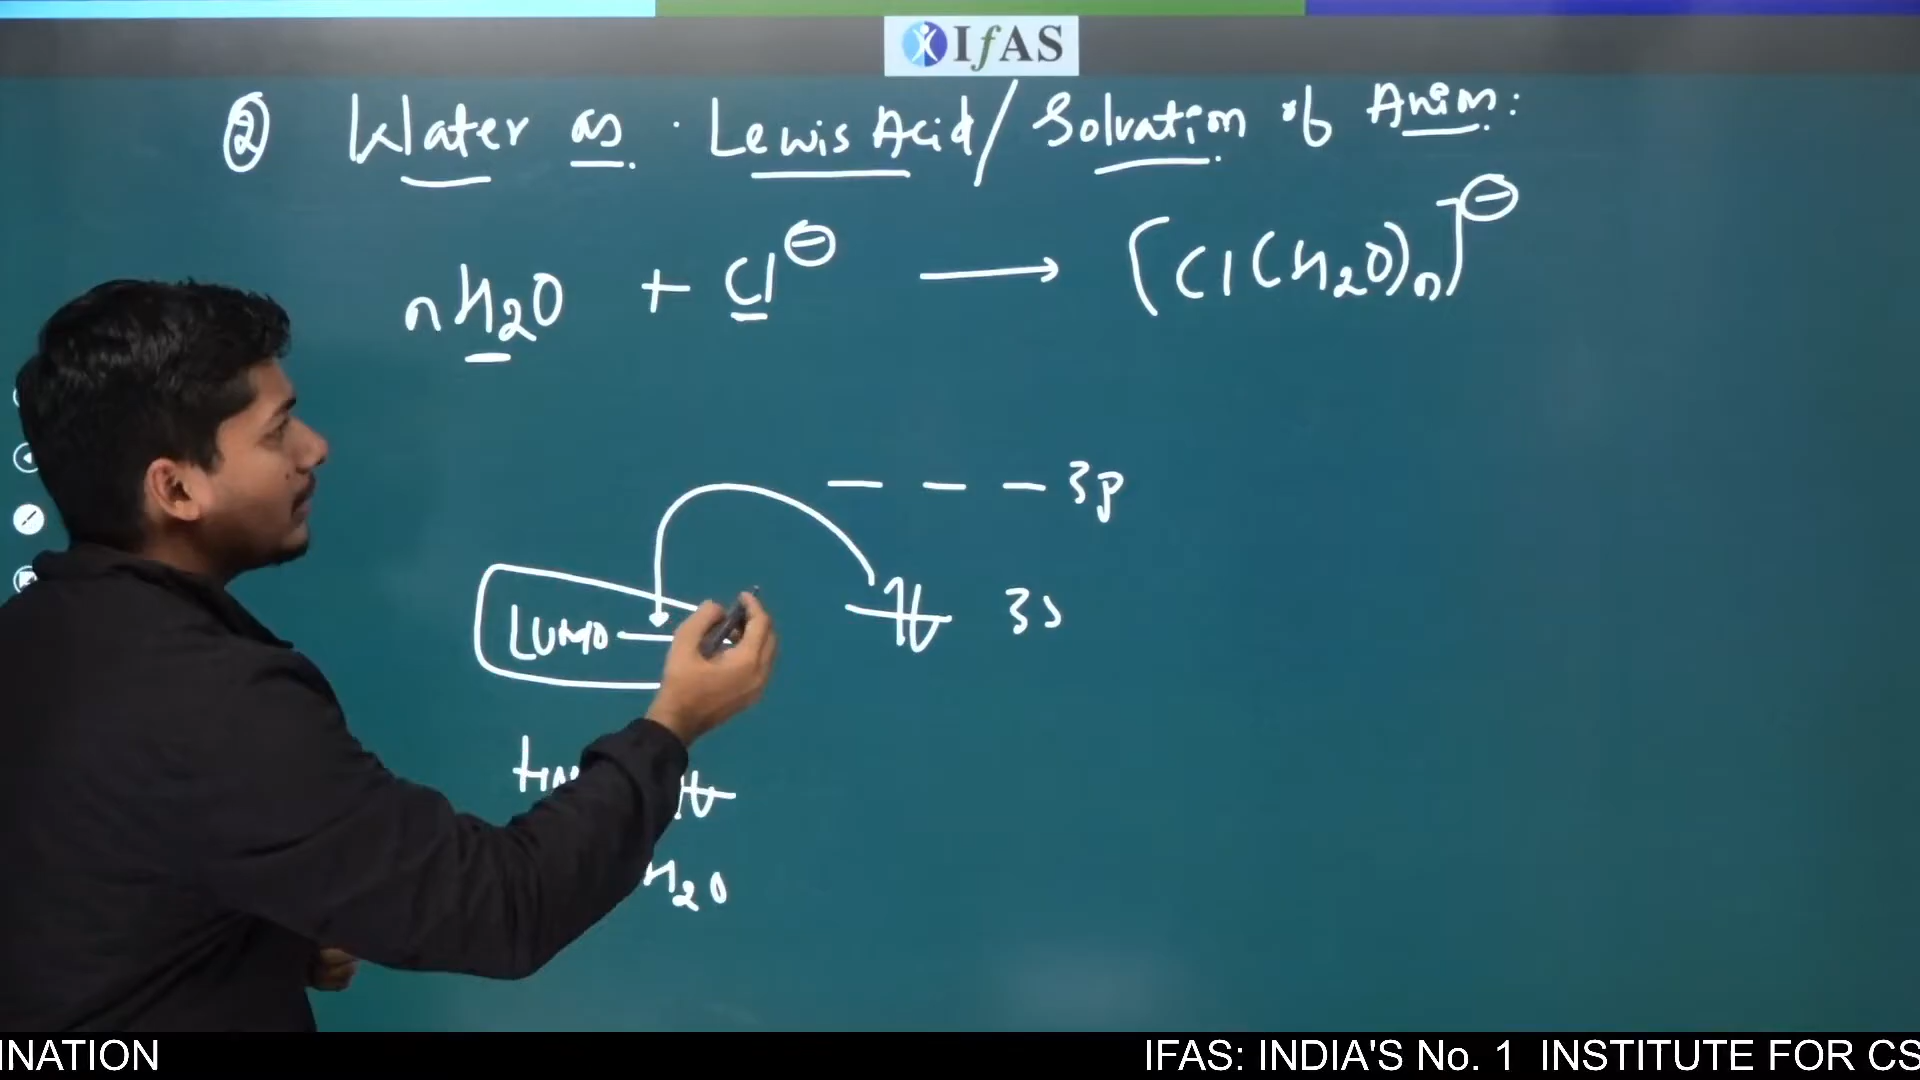 IfAS
② Water as Lewis Acid/Solvation of Anion:
nH₂O + Cl⊖ → [Cl(H₂O)n]⊖
3p
LUMO
3s
H₂O
INATION IFAS: INDIA'S No. 1 INSTITUTE FOR CS